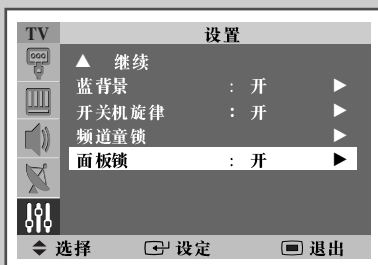 TV 设置
▲ 继续
蓝背景 : 开 ▶
开关机旋律 : 开 ▶
频道童锁 ▶
面板锁 : 开 ▶
选择 设定 退出